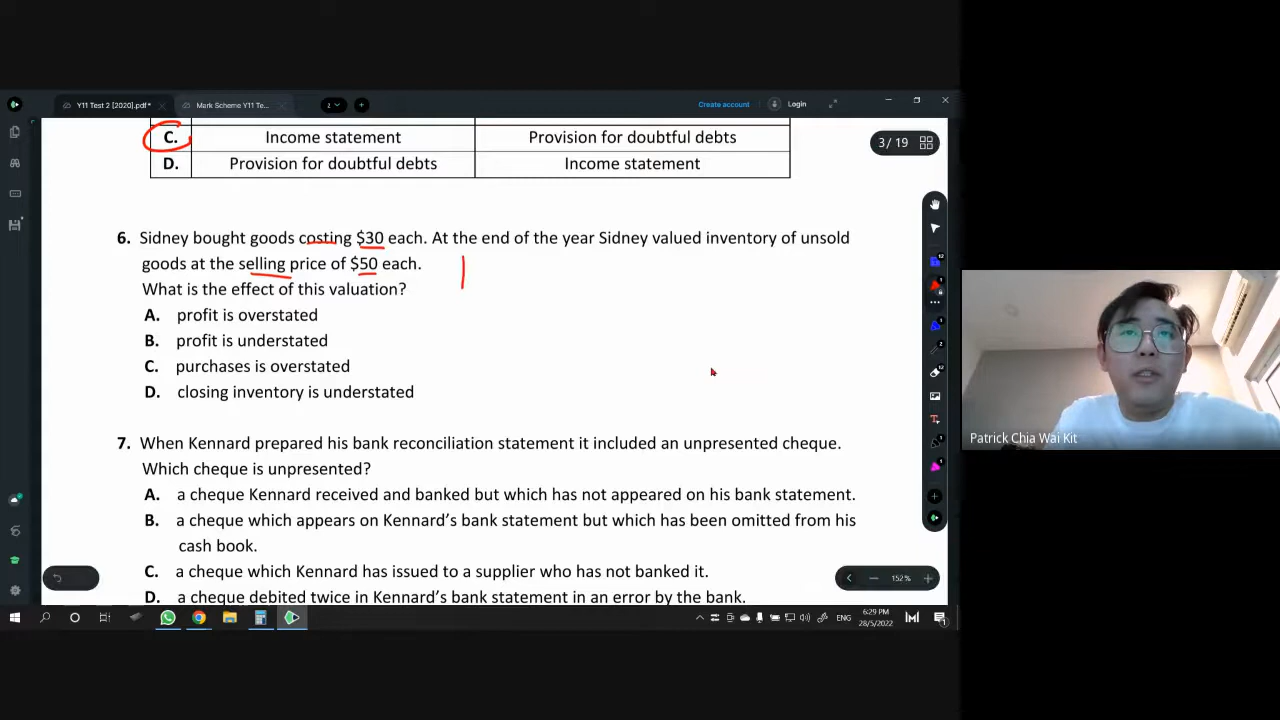 Y11 Test 2 [2020].pdf*
Mark Scheme Y11 Te...
2
Create account
Login
C. Income statement Provision for doubtful debts
D. Provision for doubtful debts Income statement
3 / 19
6. Sidney bought goods costing $30 each. At the end of the year Sidney valued inventory of unsold
goods at the selling price of $50 each.
What is the effect of this valuation?
A. profit is overstated
B. profit is understated
C. purchases is overstated
D. closing inventory is understated
7. When Kennard prepared his bank reconciliation statement it included an unpresented cheque.
Which cheque is unpresented?
A. a cheque Kennard received and banked but which has not appeared on his bank statement.
B. a cheque which appears on Kennard’s bank statement but which has been omitted from his
cash book.
C. a cheque which Kennard has issued to a supplier who has not banked it.
D. a cheque debited twice in Kennard’s bank statement in an error by the bank.
152%
Patrick Chia Wai Kit
ENG
6:29 PM
28/5/2022